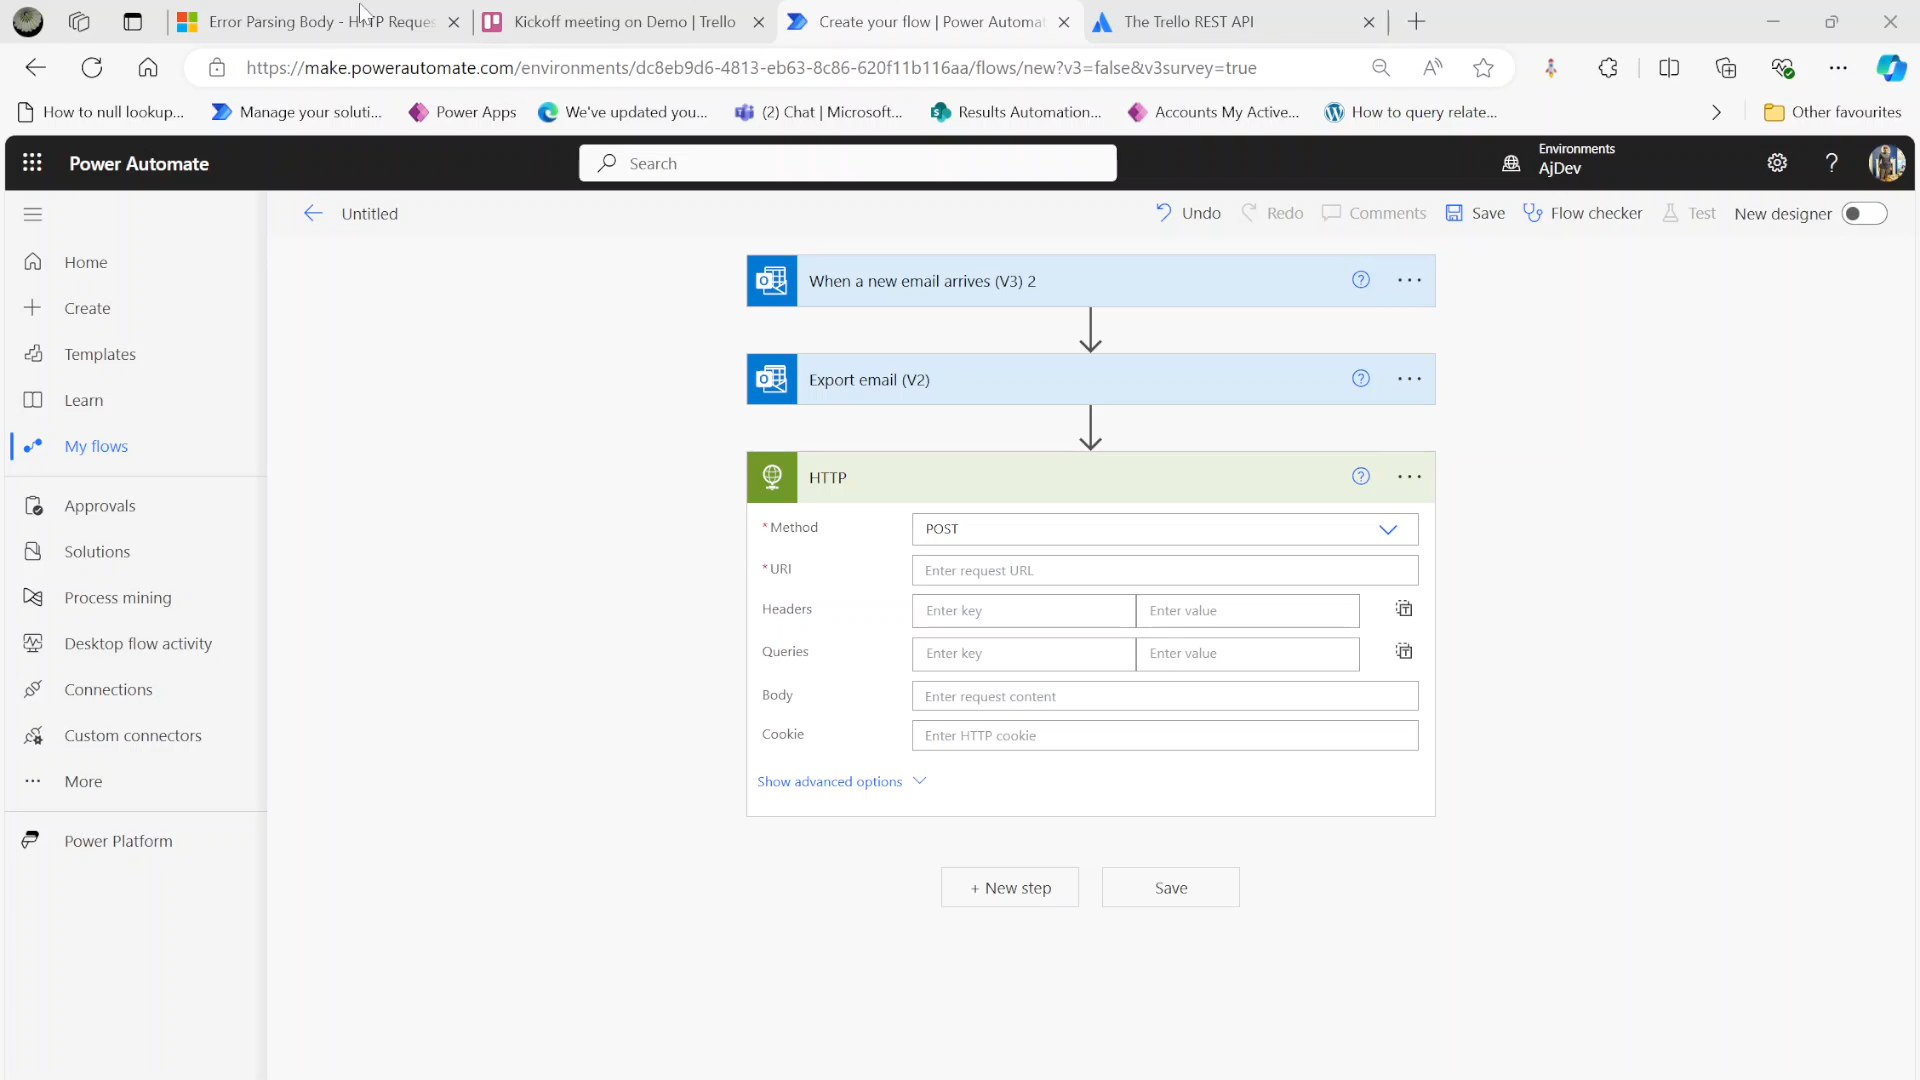 Error Parsing Body - HTTP Reques
Kickoff meeting on Demo | Trello
Create your flow | Power Automat
The Trello REST API
https://make.powerautomate.com/environments/dc8eb9d6-4813-eb63-8c86-620f11b116aa/flows/new?v3=false&v3survey=true
How to null lookup...
Manage your soluti...
Power Apps
We've updated you...
(2) Chat | Microsoft...
Results Automation...
Accounts My Active...
How to query relate...
Other favourites
Power Automate
Search
Environments
AjDev
Untitled
Undo
Redo
Comments
Save
Flow checker
Test
New designer
Home
Create
Templates
Learn
My flows
Approvals
Solutions
Process mining
Desktop flow activity
Connections
Custom connectors
More
Power Platform
When a new email arrives (V3) 2
Export email (V2)
HTTP
* Method
POST
* URI
Enter request URL
Headers
Enter key
Enter value
Queries
Enter key
Enter value
Body
Enter request content
Cookie
Enter HTTP cookie
Show advanced options
+ New step
Save